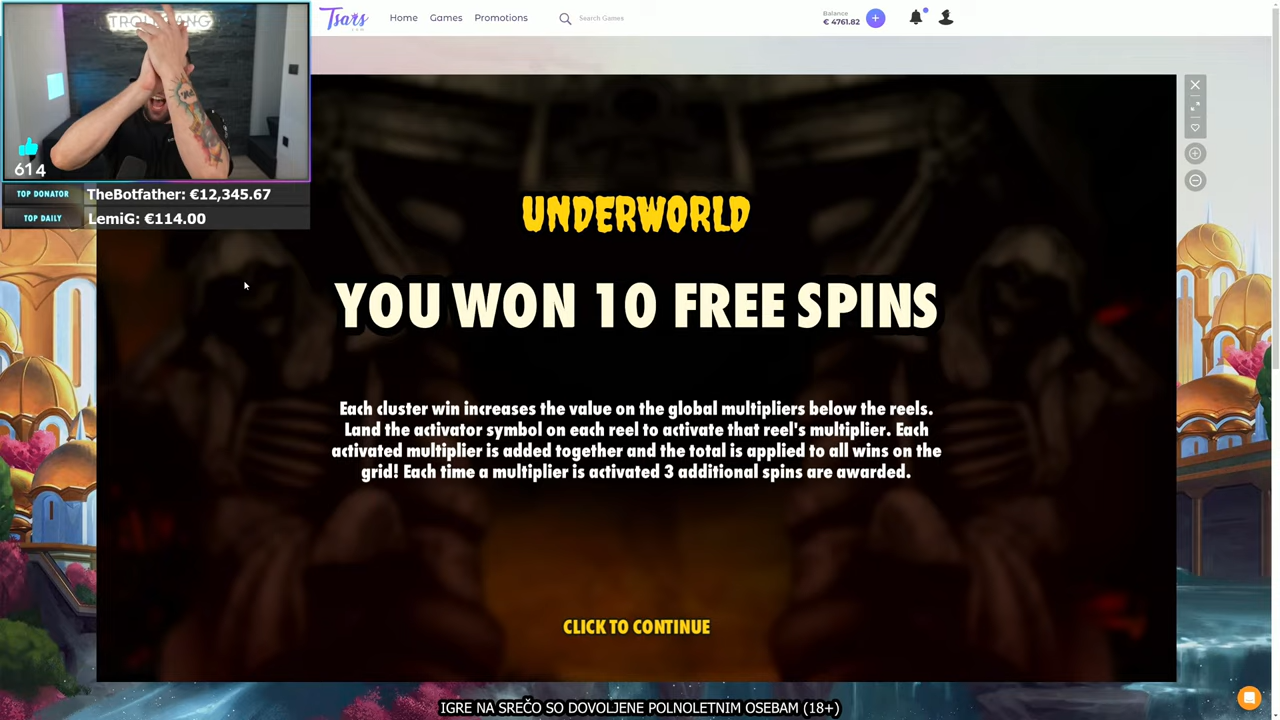 TROLLGANG
614
TOP DONATOR TheBotfather: €12,345.67
TOP DAILY LemiG: €114.00
Tsars
.COM
Home Games Promotions Search Games
Balance
€ 4761.82
UNDERWORLD
YOU WON 10 FREE SPINS
Each cluster win increases the value on the global multipliers below the reels.
Land the activator symbol on each reel to activate that reel's multiplier. Each
activated multiplier is added together and the total is applied to all wins on the
grid! Each time a multiplier is activated 3 additional spins are awarded.
CLICK TO CONTINUE
IGRE NA SREČO SO DOVOLJENE POLNOLETNIM OSEBAM (18+)